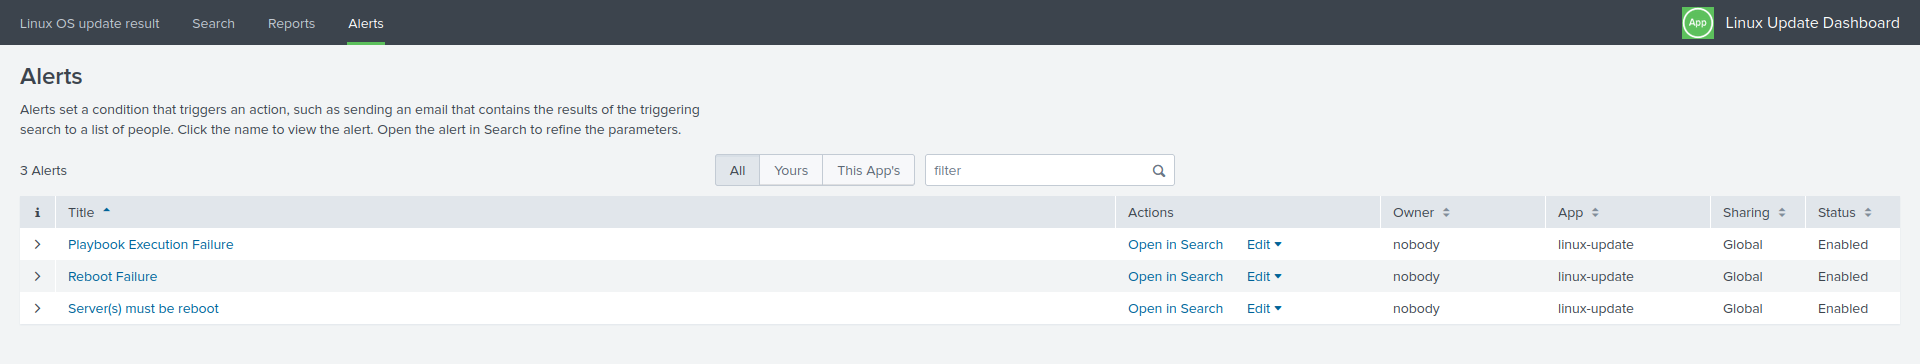 Linux OS update result Search Reports Alerts App Linux Update Dashboard
Alerts
Alerts set a condition that triggers an action, such as sending an email that contains the results of the triggering
search to a list of people. Click the name to view the alert. Open the alert in Search to refine the parameters.
3 Alerts All Yours This App's filter
i Title Actions Owner App Sharing Status
Playbook Execution Failure Open in Search Edit nobody linux-update Global Enabled
Reboot Failure Open in Search Edit nobody linux-update Global Enabled
Server(s) must be reboot Open in Search Edit nobody linux-update Global Enabled